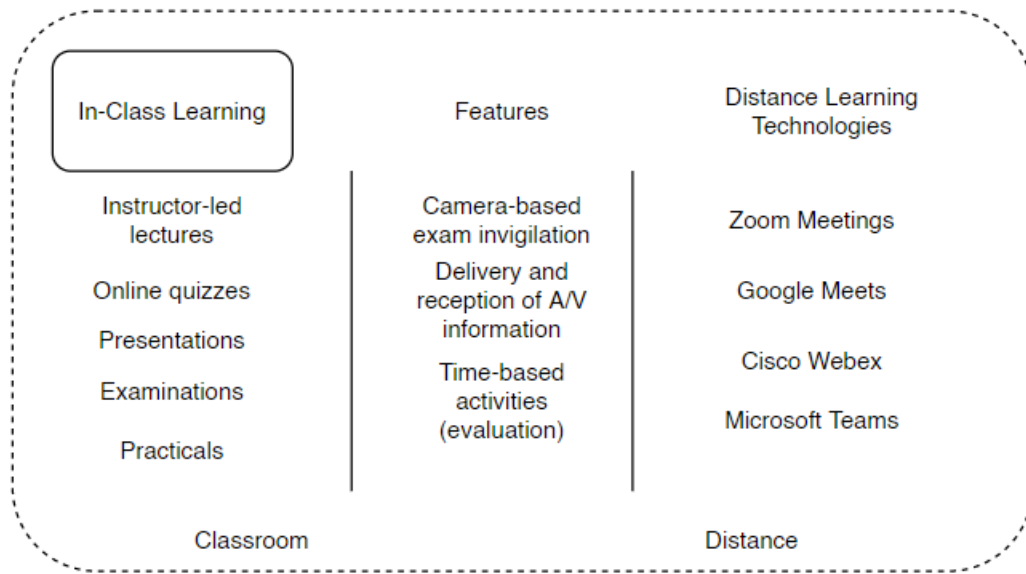 In-Class Learning
Features
Distance Learning
Technologies
Instructor-led
lectures
Online quizzes
Presentations
Examinations
Practicals
Camera-based
exam invigilation
Delivery and
reception of A/V
information
Time-based
activities
(evaluation)
Zoom Meetings
Google Meets
Cisco Webex
Microsoft Teams
Classroom
Distance